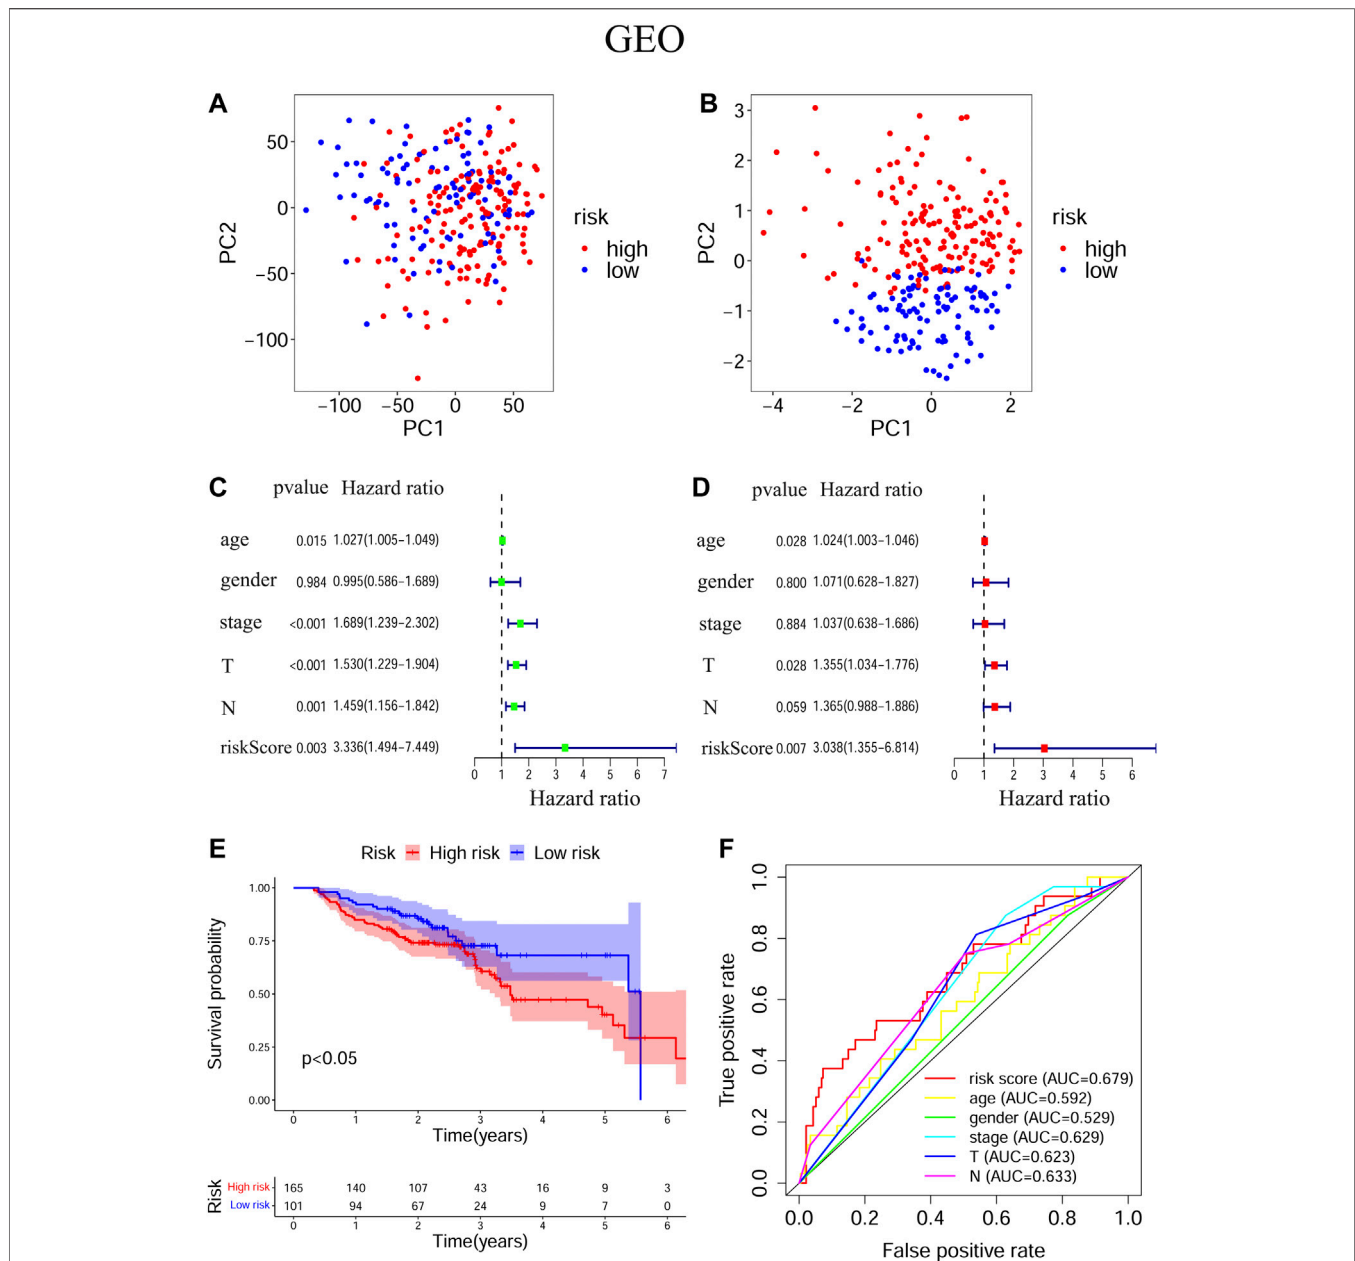 GEO
A
50
0
−50
−100
PC2
−100 −50 0 50
PC1
risk
high
low
B
3
2
1
0
−1
−2
PC2
−4 −2 0 2
PC1
risk
high
low
C
pvalue Hazard ratio
age 0.015 1.027(1.005−1.049)
gender 0.984 0.995(0.586−1.689)
stage <0.001 1.689(1.239−2.302)
T <0.001 1.530(1.229−1.904)
N 0.001 1.459(1.156−1.842)
riskScore 0.003 3.336(1.494−7.449)
0 1 2 3 4 5 6 7
Hazard ratio
D
pvalue Hazard ratio
age 0.028 1.024(1.003−1.046)
gender 0.800 1.071(0.628−1.827)
stage 0.884 1.037(0.638−1.686)
T 0.028 1.355(1.034−1.776)
N 0.059 1.365(0.988−1.886)
riskScore 0.007 3.038(1.355−6.814)
0 1 2 3 4 5 6
Hazard ratio
E
Risk High risk Low risk
1.00
0.75
0.50
0.25
0.00
Survival probability
p<0.05
0 1 2 3 4 5 6
Time(years)
Risk
High risk 165 140 107 43 16 9 3
Low risk 101 94 67 24 9 7 0
0 1 2 3 4 5 6
Time(years)
F
1.0
0.8
0.6
0.4
0.2
0.0
True positive rate
risk score (AUC=0.679)
age (AUC=0.592)
gender (AUC=0.529)
stage (AUC=0.629)
T (AUC=0.623)
N (AUC=0.633)
0.0 0.2 0.4 0.6 0.8 1.0
False positive rate